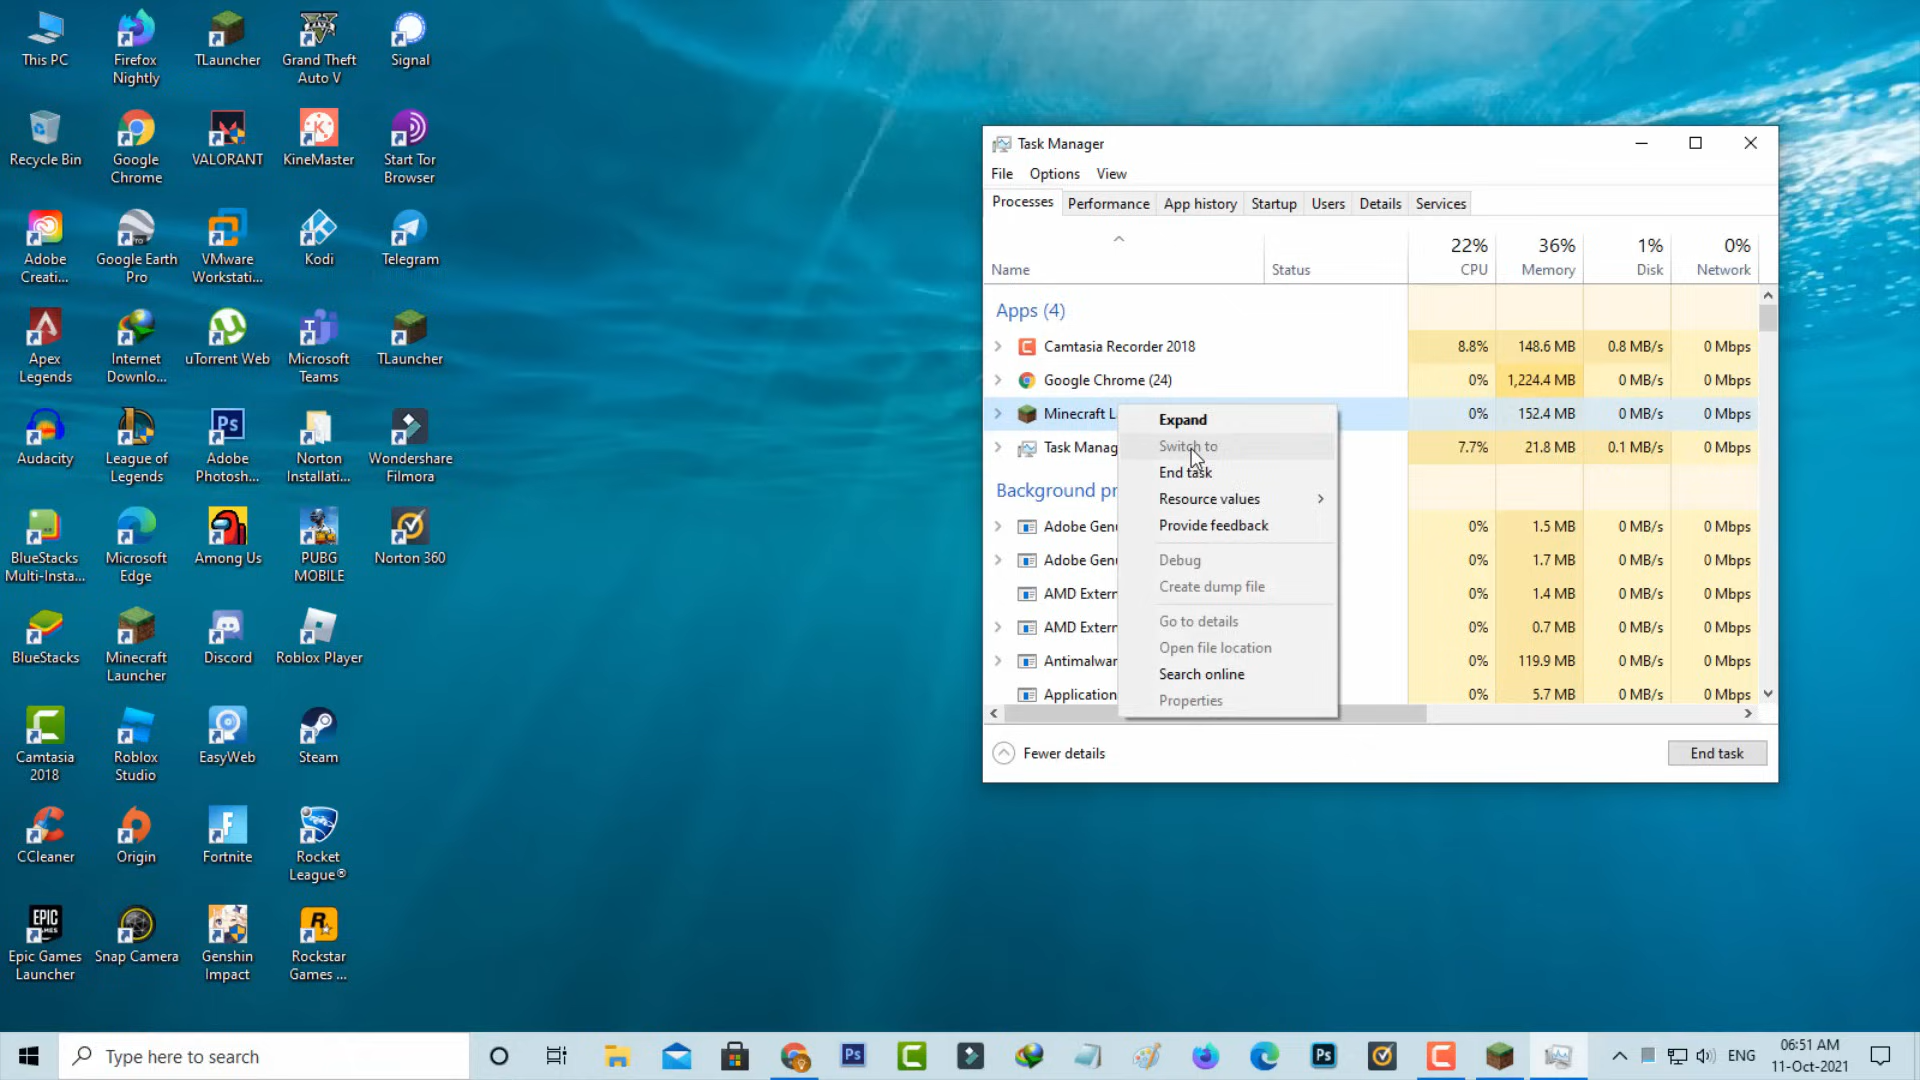 This PC
Firefox
Nightly
TLauncher
Grand Theft
Auto V
Signal
Recycle Bin
Google
Chrome
VALORANT
KineMaster
Start Tor
Browser
Adobe
Creati...
Google Earth
Pro
VMware
Workstati...
Kodi
Telegram
Apex
Legends
Internet
Downlo...
uTorrent Web
Microsoft
Teams
TLauncher
Audacity
League of
Legends
Adobe
Photosh...
Norton
Installati...
Wondershare
Filmora
BlueStacks
Multi-Insta...
Microsoft
Edge
Among Us
PUBG
MOBILE
Norton 360
BlueStacks
Minecraft
Launcher
Discord
Roblox Player
Camtasia
2018
Roblox
Studio
EasyWeb
Steam
CCleaner
Origin
Fortnite
Rocket
League®
Epic Games
Launcher
Snap Camera
Genshin
Impact
Rockstar
Games ...
Task Manager
File Options View
Processes Performance App history Startup Users Details Services
22% 36% 1% 0%
Name Status CPU Memory Disk Network
Apps (4)
Camtasia Recorder 2018 8.8% 148.6 MB 0.8 MB/s 0 Mbps
Google Chrome (24) 0% 1,224.4 MB 0 MB/s 0 Mbps
Minecraft L 0% 152.4 MB 0 MB/s 0 Mbps
Task Manag 7.7% 21.8 MB 0.1 MB/s 0 Mbps
Background pr
Adobe Gen 0% 1.5 MB 0 MB/s 0 Mbps
Adobe Gen 0% 1.7 MB 0 MB/s 0 Mbps
AMD Extern 0% 1.4 MB 0 MB/s 0 Mbps
AMD Extern 0% 0.7 MB 0 MB/s 0 Mbps
Antimalwar 0% 119.9 MB 0 MB/s 0 Mbps
Application 0% 5.7 MB 0 MB/s 0 Mbps
Expand
Switch to
End task
Resource values
Provide feedback
Debug
Create dump file
Go to details
Open file location
Search online
Properties
Fewer details
End task
Type here to search
ENG
06:51 AM
11-Oct-2021